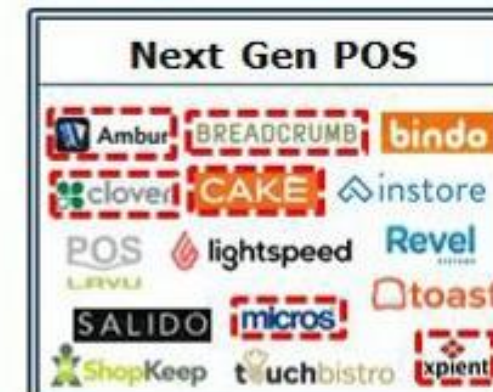 Next Gen POS
Ambur BREADCRUMB bindo
clover CAKE instore
POS lightspeed Revel
SYSTEMS
LAVU toast
SALIDO micros
ShopKeep touchbistro xpient